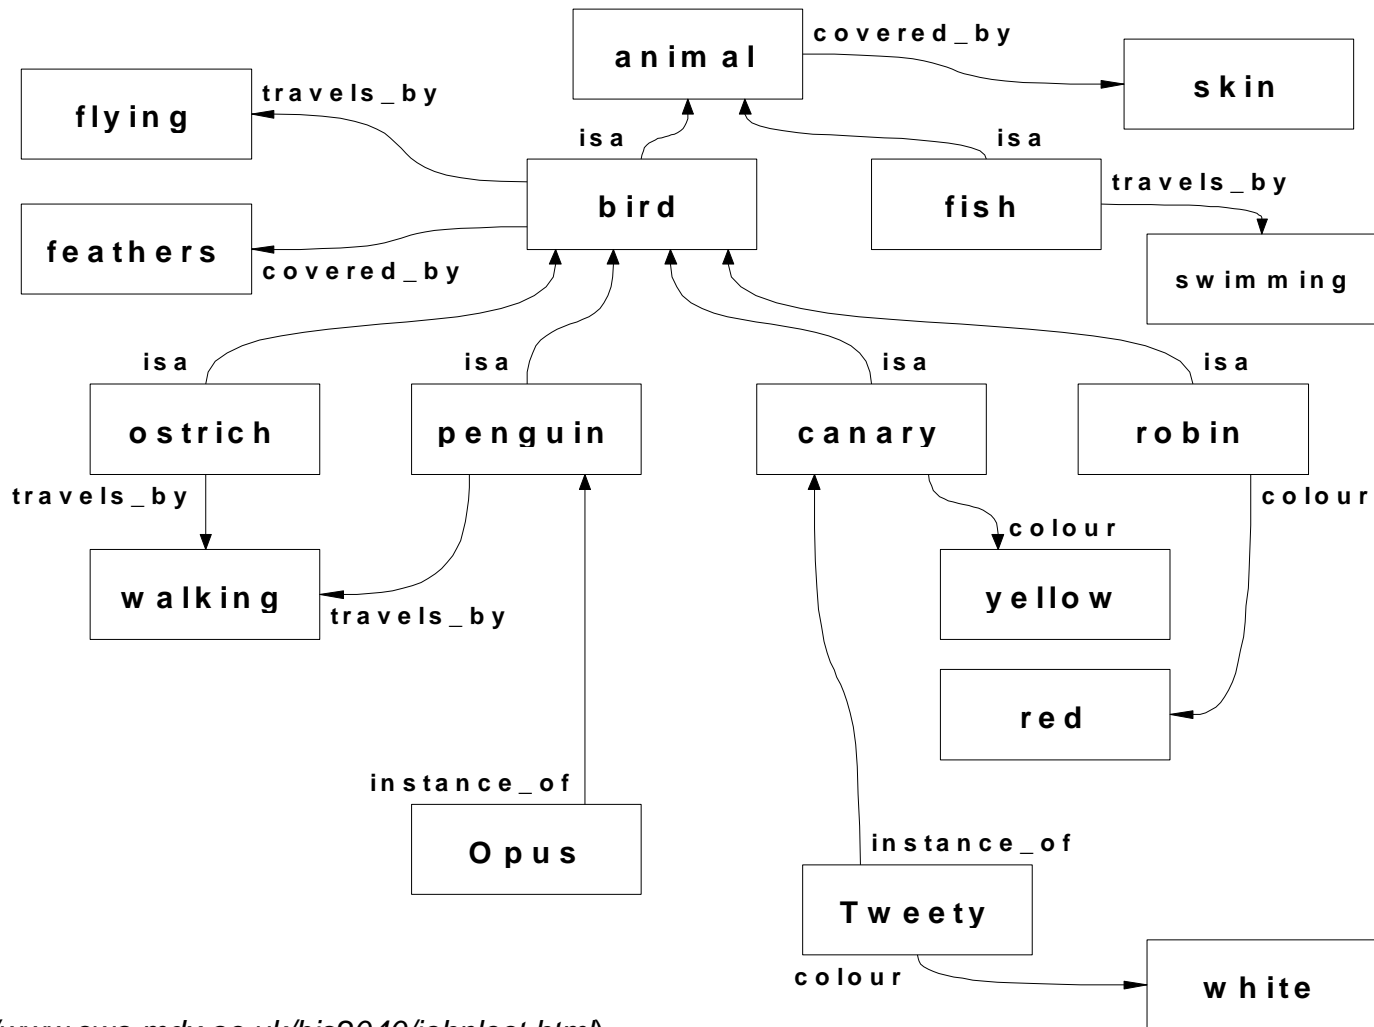 animal
covered_by
skin
flying
travels_by
isa
isa
bird
fish
travels_by
feathers
covered_by
swimming
isa
isa
isa
isa
ostrich
penguin
canary
robin
travels_by
colour
colour
walking
travels_by
yellow
red
instance_of
Opus
instance_of
Tweety
colour
white